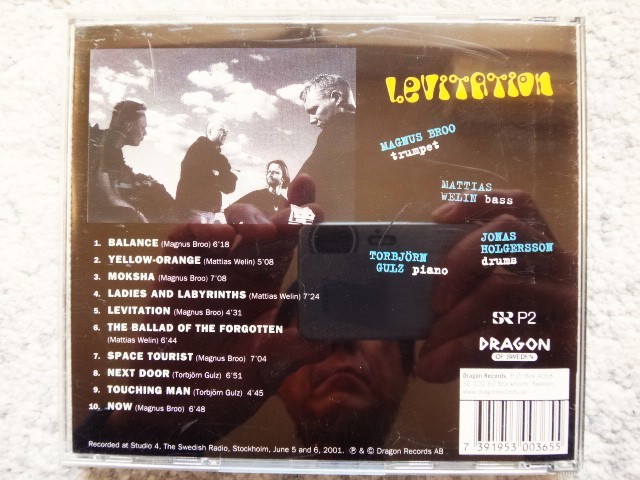 LEVITATION
MAGNUS BROO
trumpet
MATTIAS
WELIN bass
JONAS
HOLGERSSON
drums
TORBJÖRN
GULZ piano
1. BALANCE (Magnus Broo) 6'18
2. YELLOW-ORANGE (Mattias Welin) 5'08
3. MOKSHA (Magnus Broo) 7'08
4. LADIES AND LABYRINTHS (Mattias Welin) 7'24
5. LEVITATION (Magnus Broo) 4'31
6. THE BALLAD OF THE FORGOTTEN
(Mattias Welin) 6'44
7. SPACE TOURIST (Magnus Broo) 7'04
8. NEXT DOOR (Torbjörn Gulz) 6'51
9. TOUCHING MAN (Torbjörn Gulz) 4'45
10. NOW (Magnus Broo) 6'48
SR P2
DRAGON
OF SWEDEN
Dragon Records, P.O. Box
Sweden
7 391953 003655
Recorded at Studio 4, The Swedish Radio, Stockholm, June 5 and 6, 2001. ℗ & © Dragon Records AB